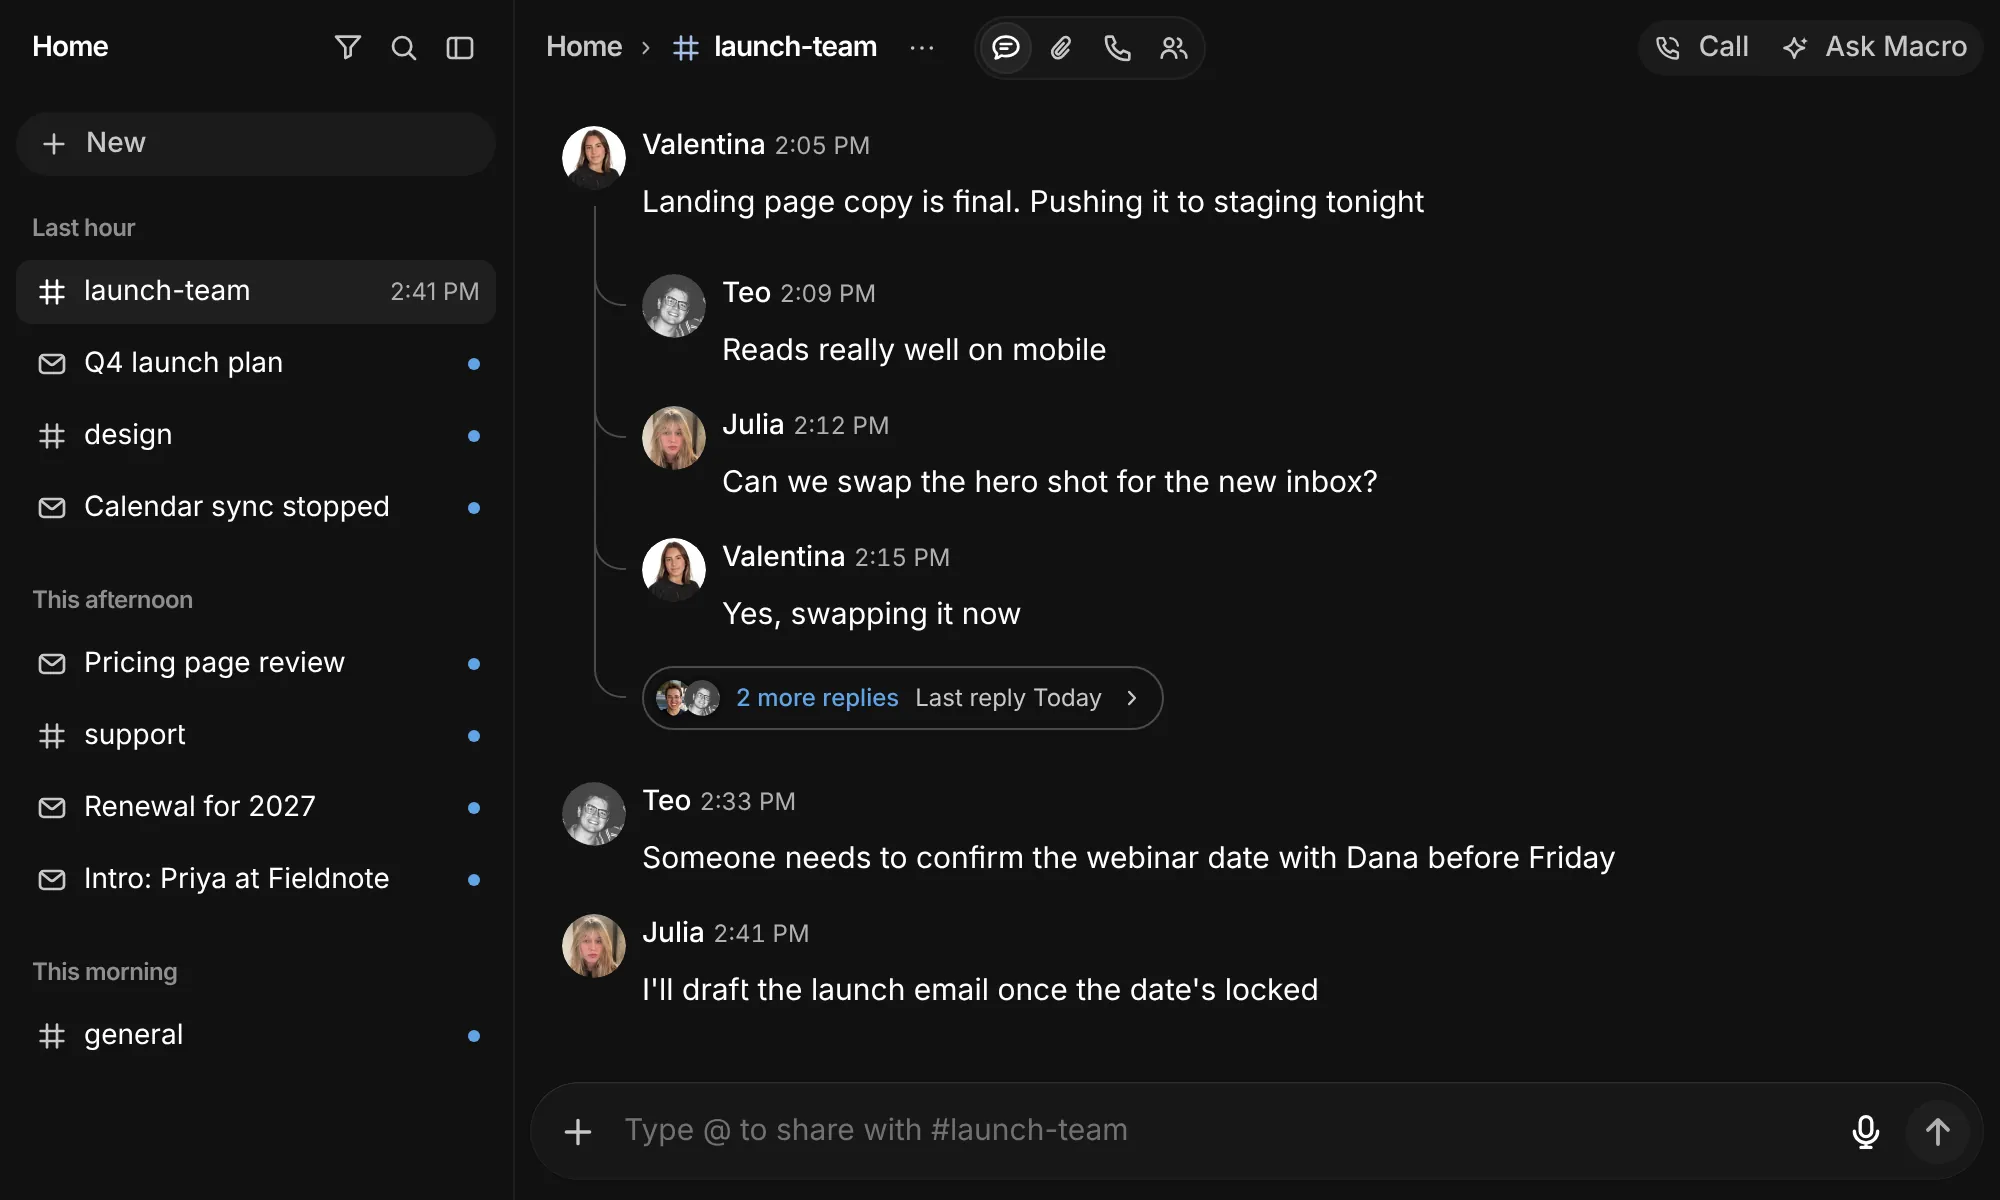 Home
New
Last hour
launch-team 2:41 PM
Q4 launch plan
design
Calendar sync stopped
This afternoon
Pricing page review
support
Renewal for 2027
Intro: Priya at Fieldnote
This morning
general
Home › # launch-team ...
Call Ask Macro
Valentina 2:05 PM
Landing page copy is final. Pushing it to staging tonight
Teo 2:09 PM
Reads really well on mobile
Julia 2:12 PM
Can we swap the hero shot for the new inbox?
Valentina 2:15 PM
Yes, swapping it now
2 more replies Last reply Today
Teo 2:33 PM
Someone needs to confirm the webinar date with Dana before Friday
Julia 2:41 PM
I'll draft the launch email once the date's locked
Type @ to share with #launch-team